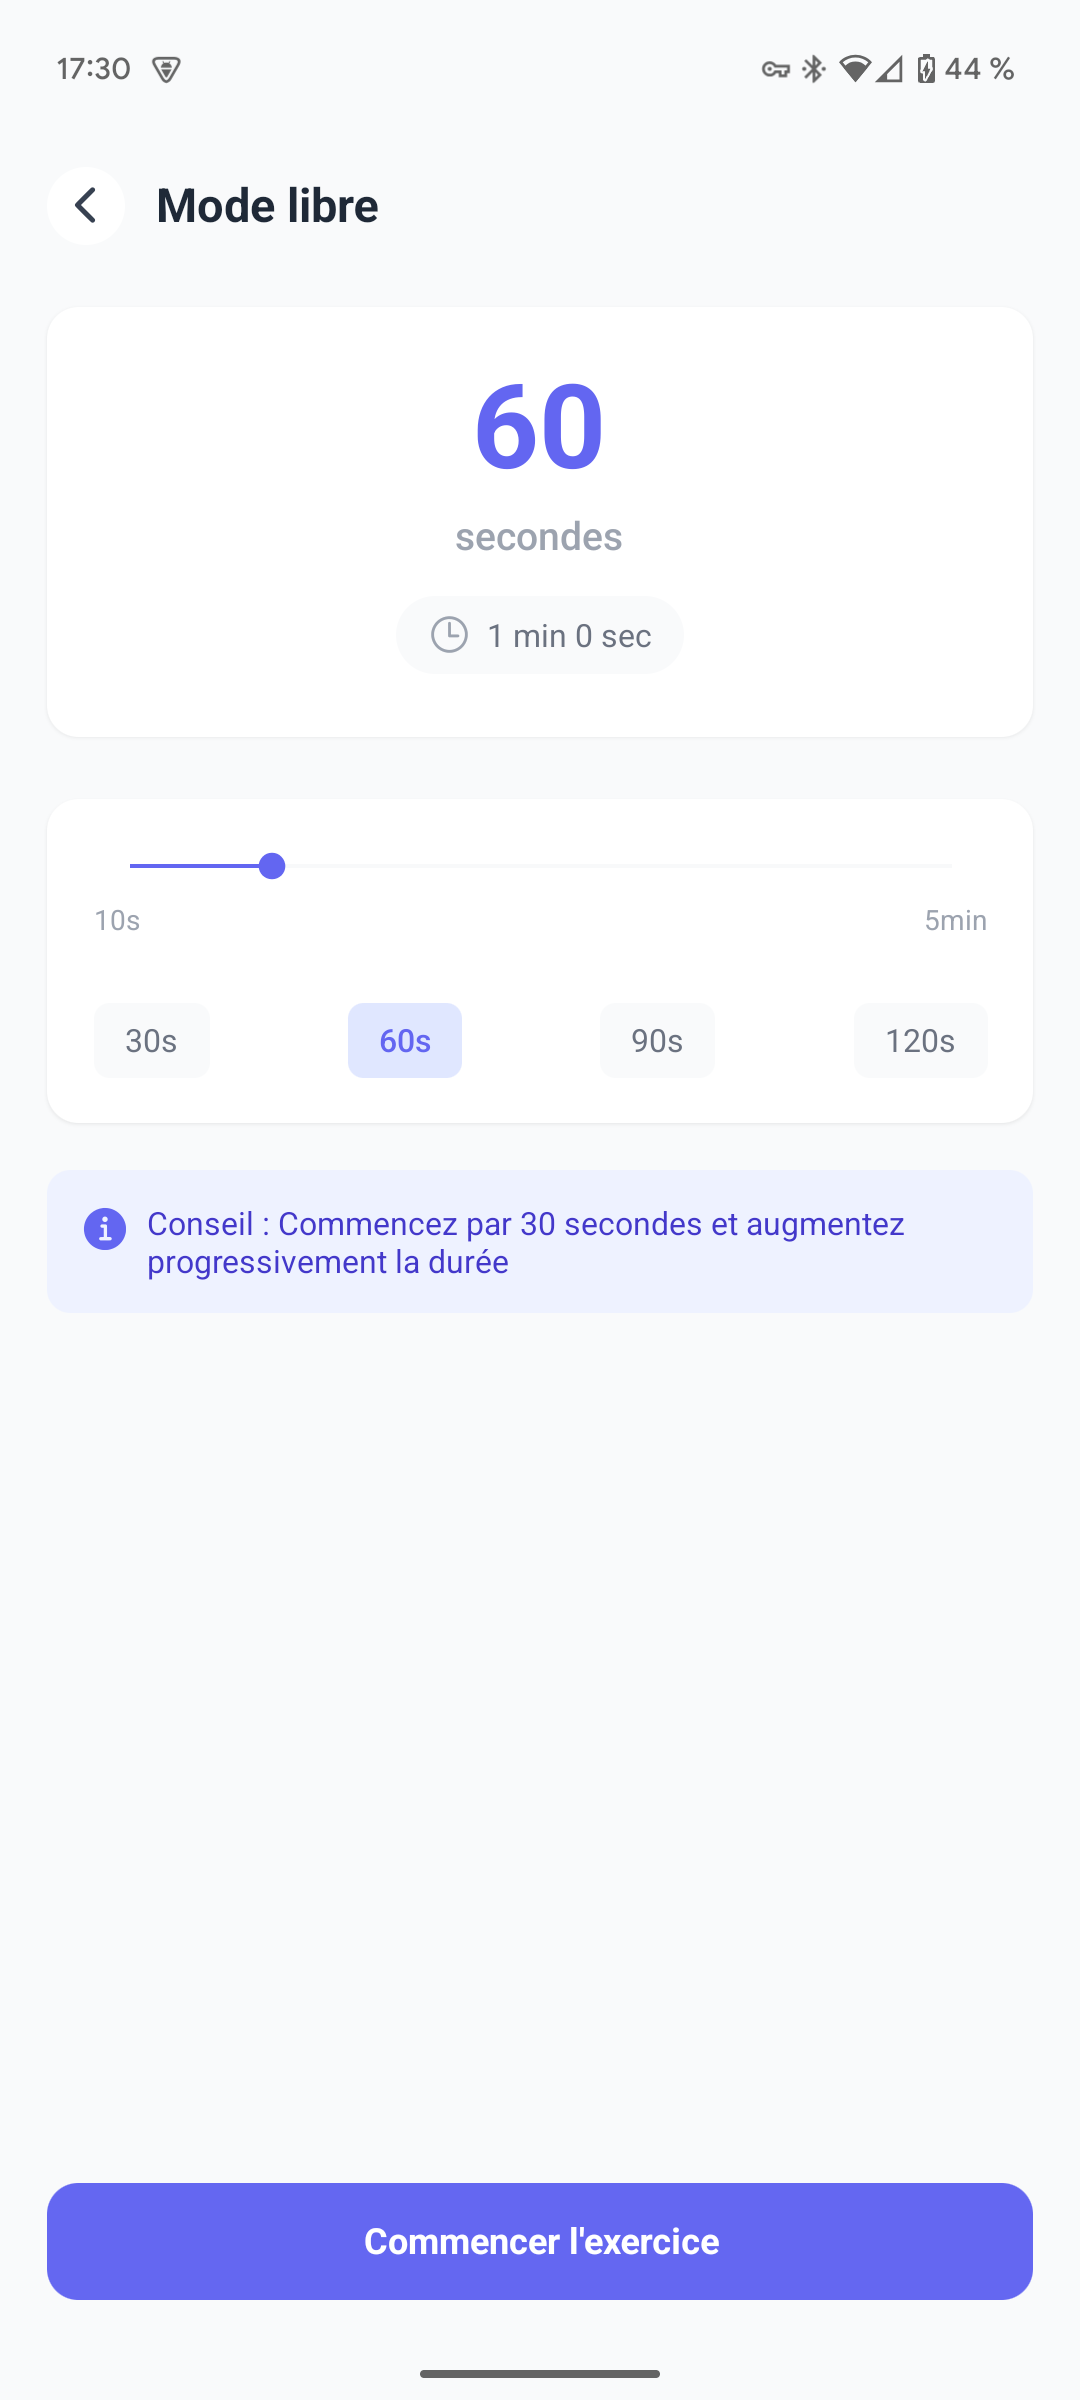 17:30
44 %
Mode libre
60
secondes
1 min 0 sec
10s
5min
30s
60s
90s
120s
Conseil : Commencez par 30 secondes et augmentez
progressivement la durée
Commencer l'exercice